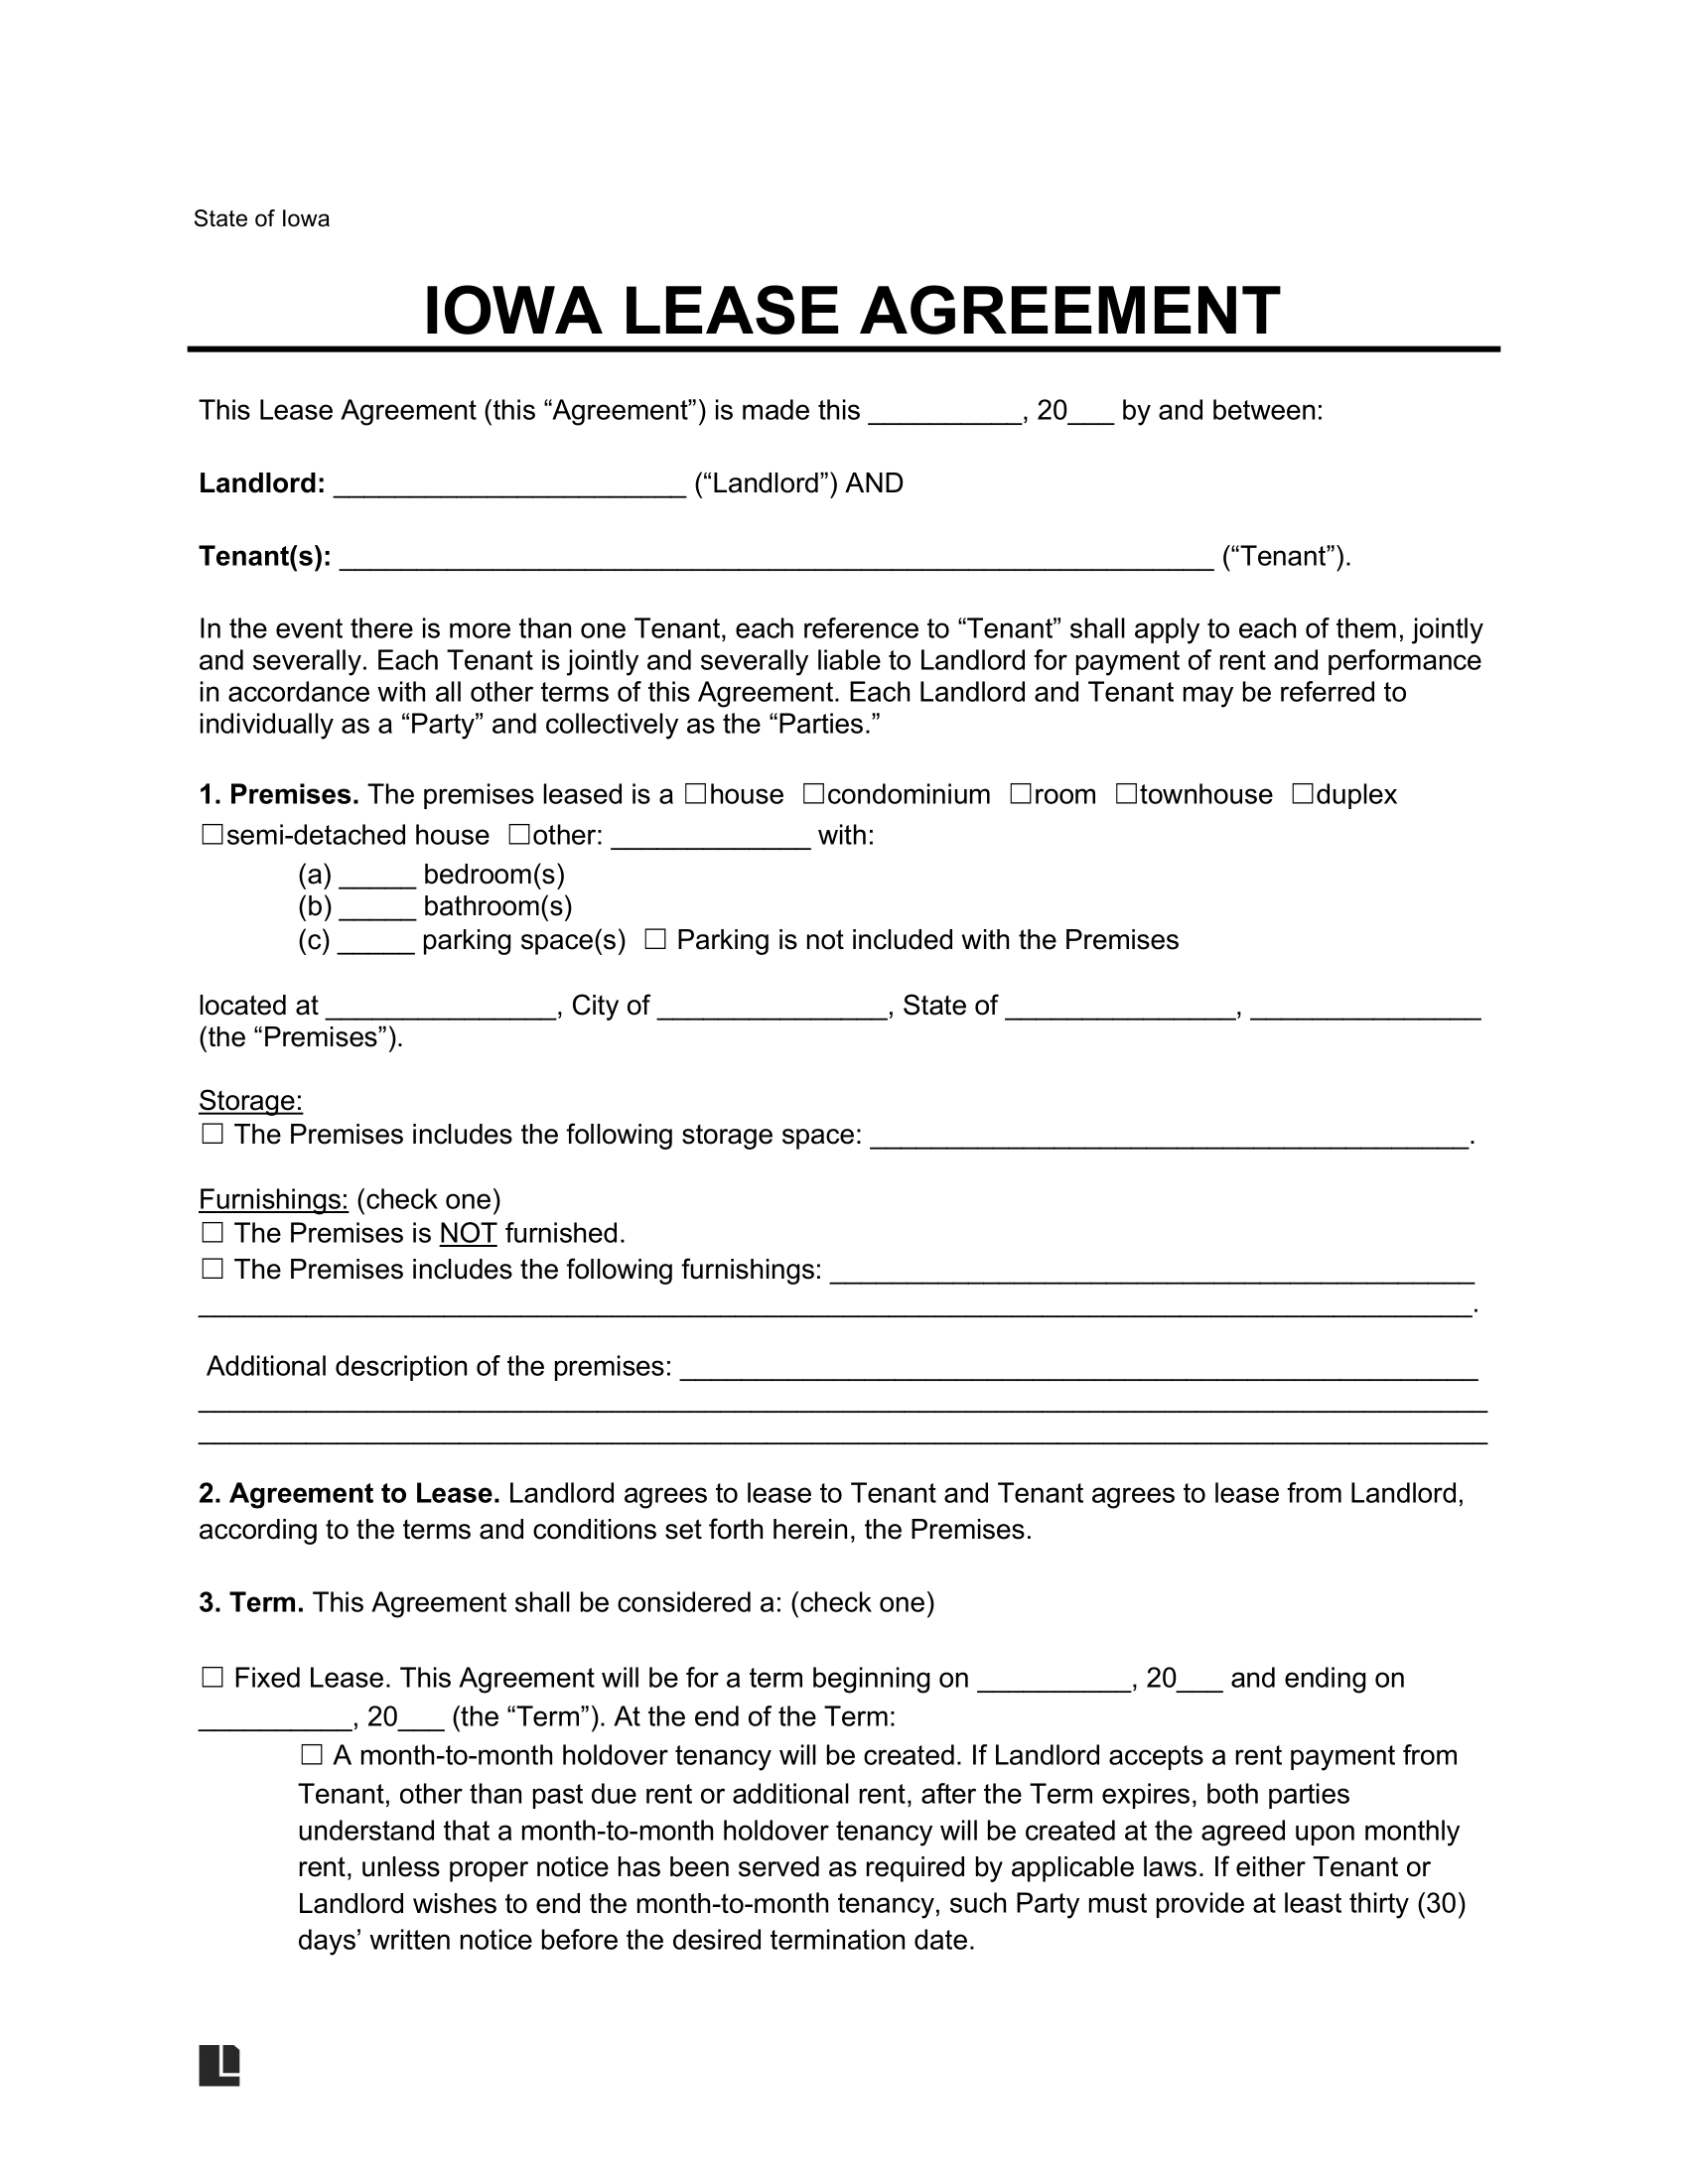 State of Iowa
IOWA LEASE AGREEMENT
This Lease Agreement (this “Agreement”) is made this __________, 20___ by and between:
Landlord: _______________________ (“Landlord”) AND
Tenant(s): _________________________________________________________ (“Tenant”).
In the event there is more than one Tenant, each reference to “Tenant” shall apply to each of them, jointly
and severally. Each Tenant is jointly and severally liable to Landlord for payment of rent and performance
in accordance with all other terms of this Agreement. Each Landlord and Tenant may be referred to
individually as a “Party” and collectively as the “Parties.”
1. Premises. The premises leased is a ☐house ☐condominium ☐room ☐townhouse ☐duplex
☐semi-detached house ☐other: _____________ with:
(a) _____ bedroom(s)
(b) _____ bathroom(s)
(c) _____ parking space(s) ☐ Parking is not included with the Premises
located at _______________, City of _______________, State of _______________, _______________
(the “Premises”).
Storage:
☐ The Premises includes the following storage space: _______________________________________.
Furnishings: (check one)
☐ The Premises is NOT furnished.
☐ The Premises includes the following furnishings: __________________________________________
___________________________________________________________________________________.
Additional description of the premises: ____________________________________________________
____________________________________________________________________________________
____________________________________________________________________________________
2. Agreement to Lease. Landlord agrees to lease to Tenant and Tenant agrees to lease from Landlord,
according to the terms and conditions set forth herein, the Premises.
3. Term. This Agreement shall be considered a: (check one)
☐ Fixed Lease. This Agreement will be for a term beginning on __________, 20___ and ending on
__________, 20___ (the “Term”). At the end of the Term:
☐ A month-to-month holdover tenancy will be created. If Landlord accepts a rent payment from
Tenant, other than past due rent or additional rent, after the Term expires, both parties
understand that a month-to-month holdover tenancy will be created at the agreed upon monthly
rent, unless proper notice has been served as required by applicable laws. If either Tenant or
Landlord wishes to end the month-to-month tenancy, such Party must provide at least thirty (30)
days’ written notice before the desired termination date.